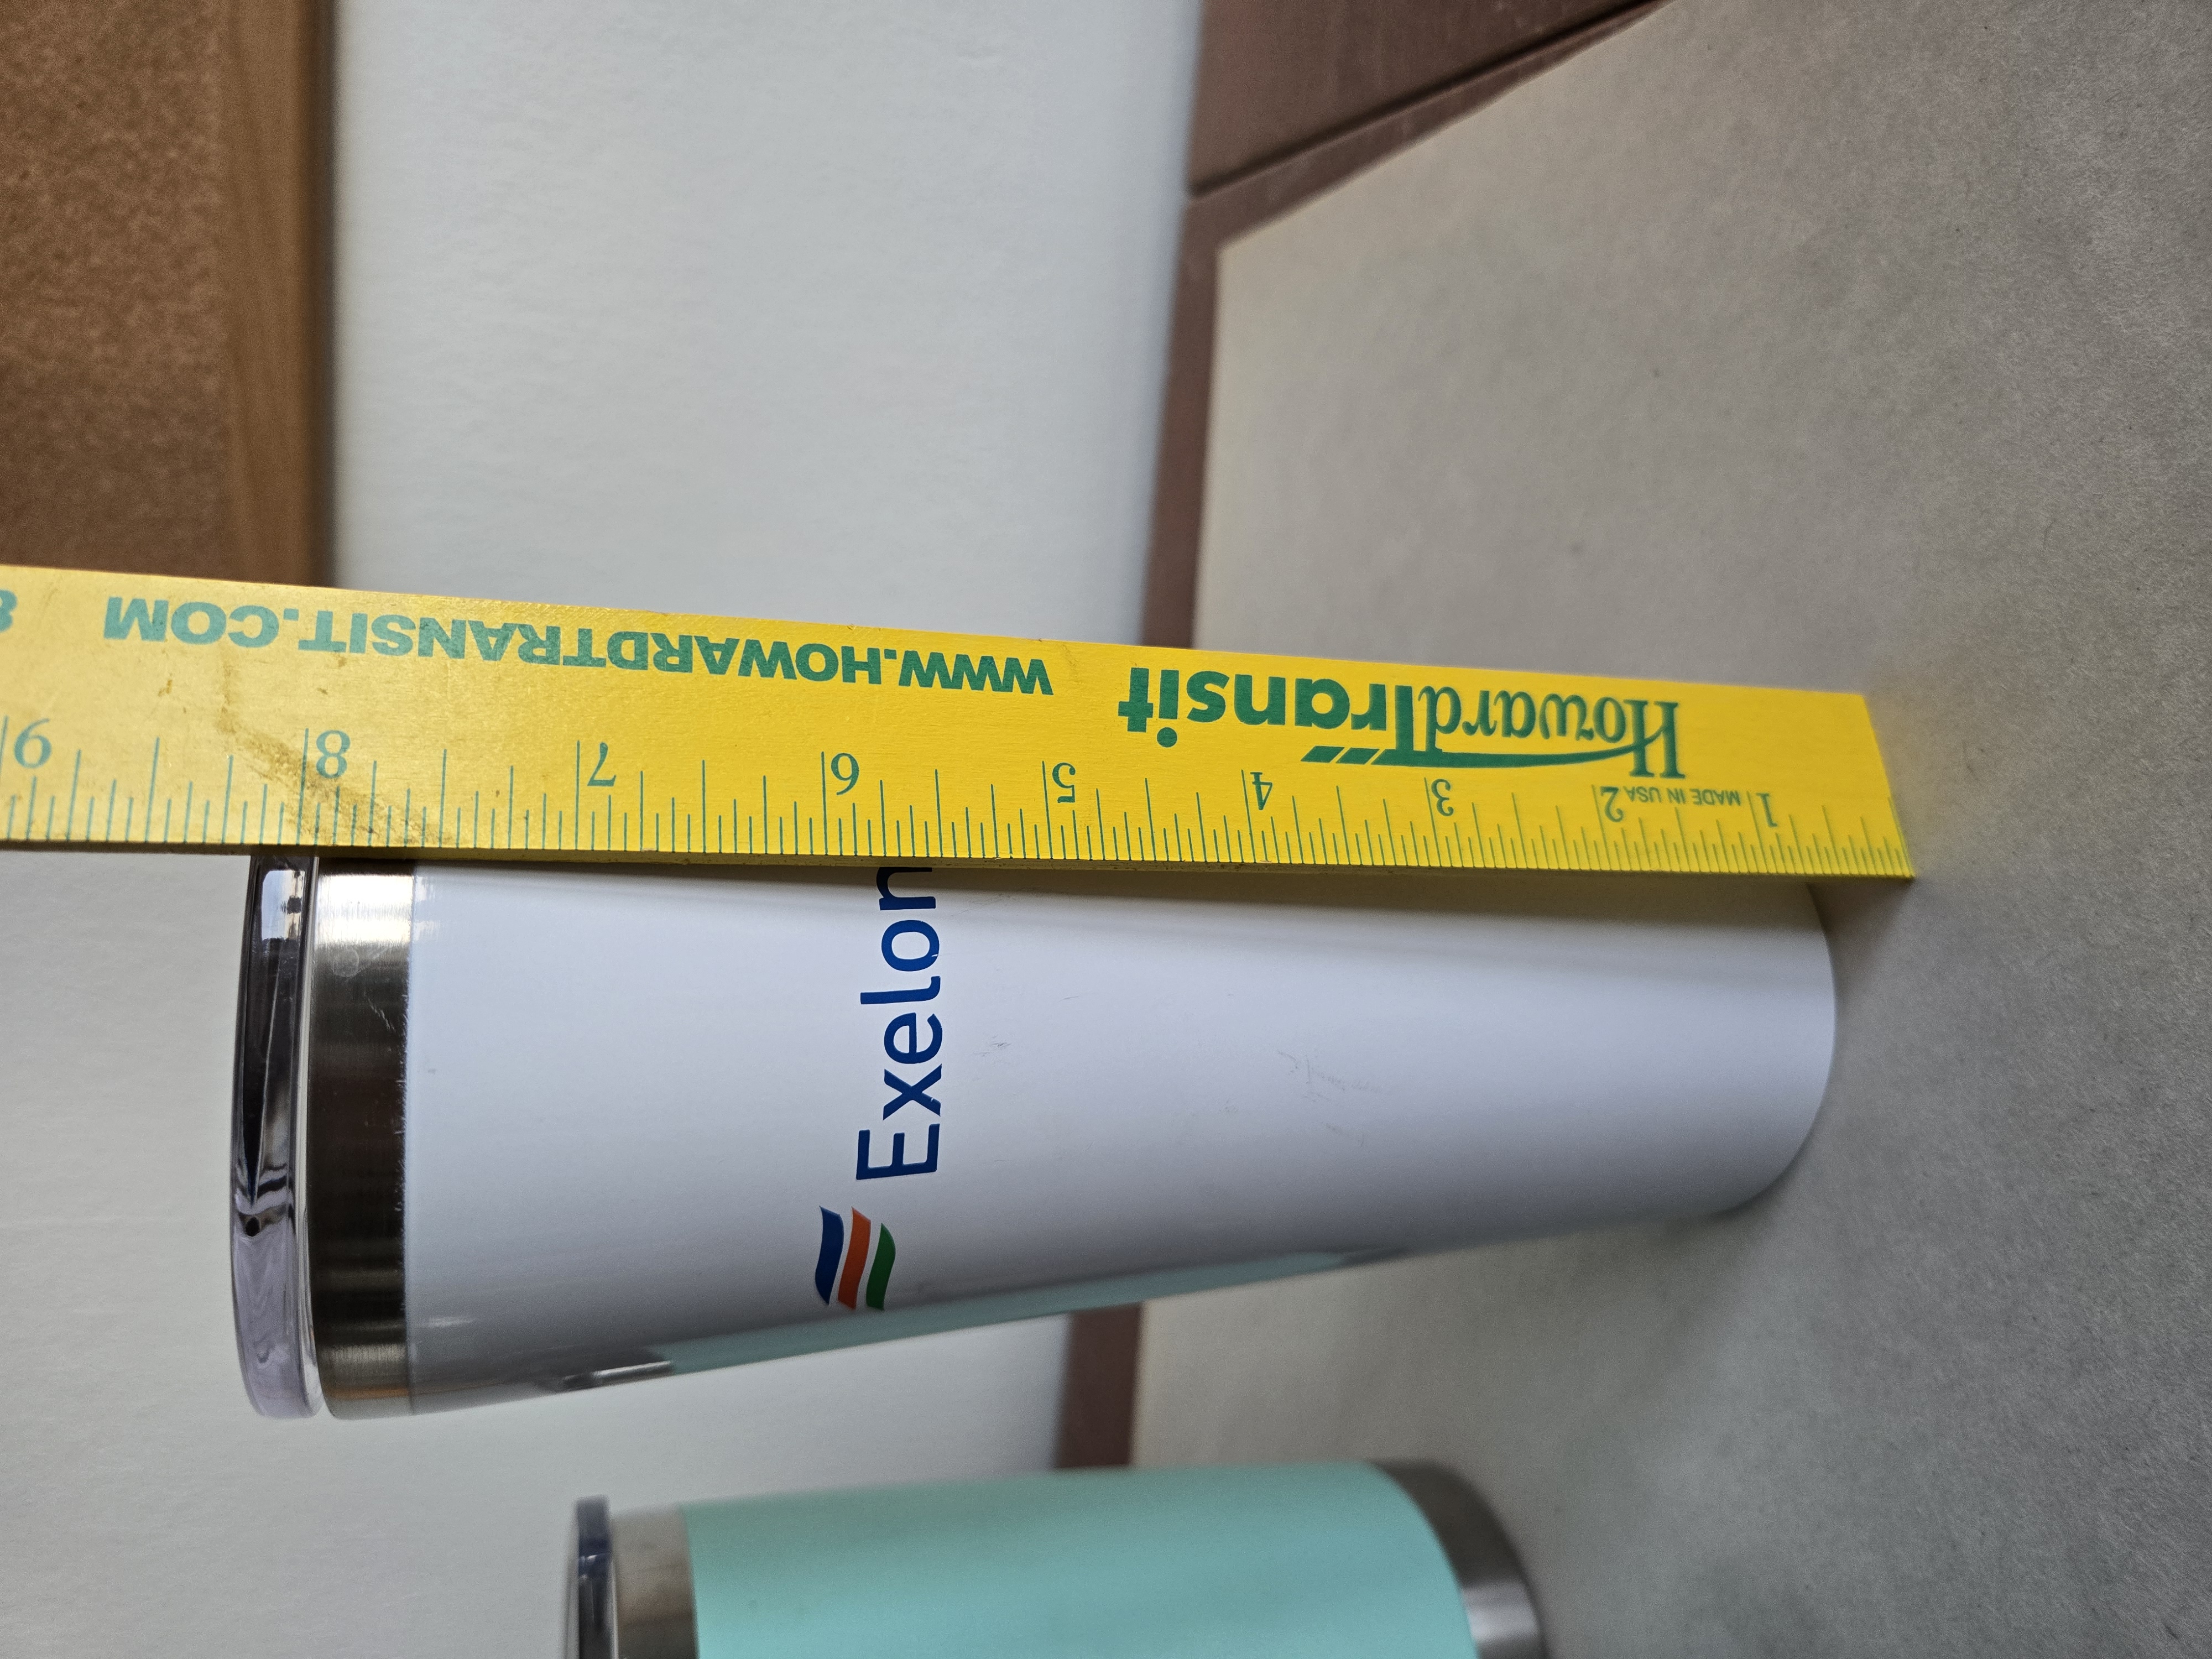 HowardTransit
WWW.HOWARDTRANSIT.COM
MADE IN USA
1 2 3 4 5 6 7 8 9
Exelon